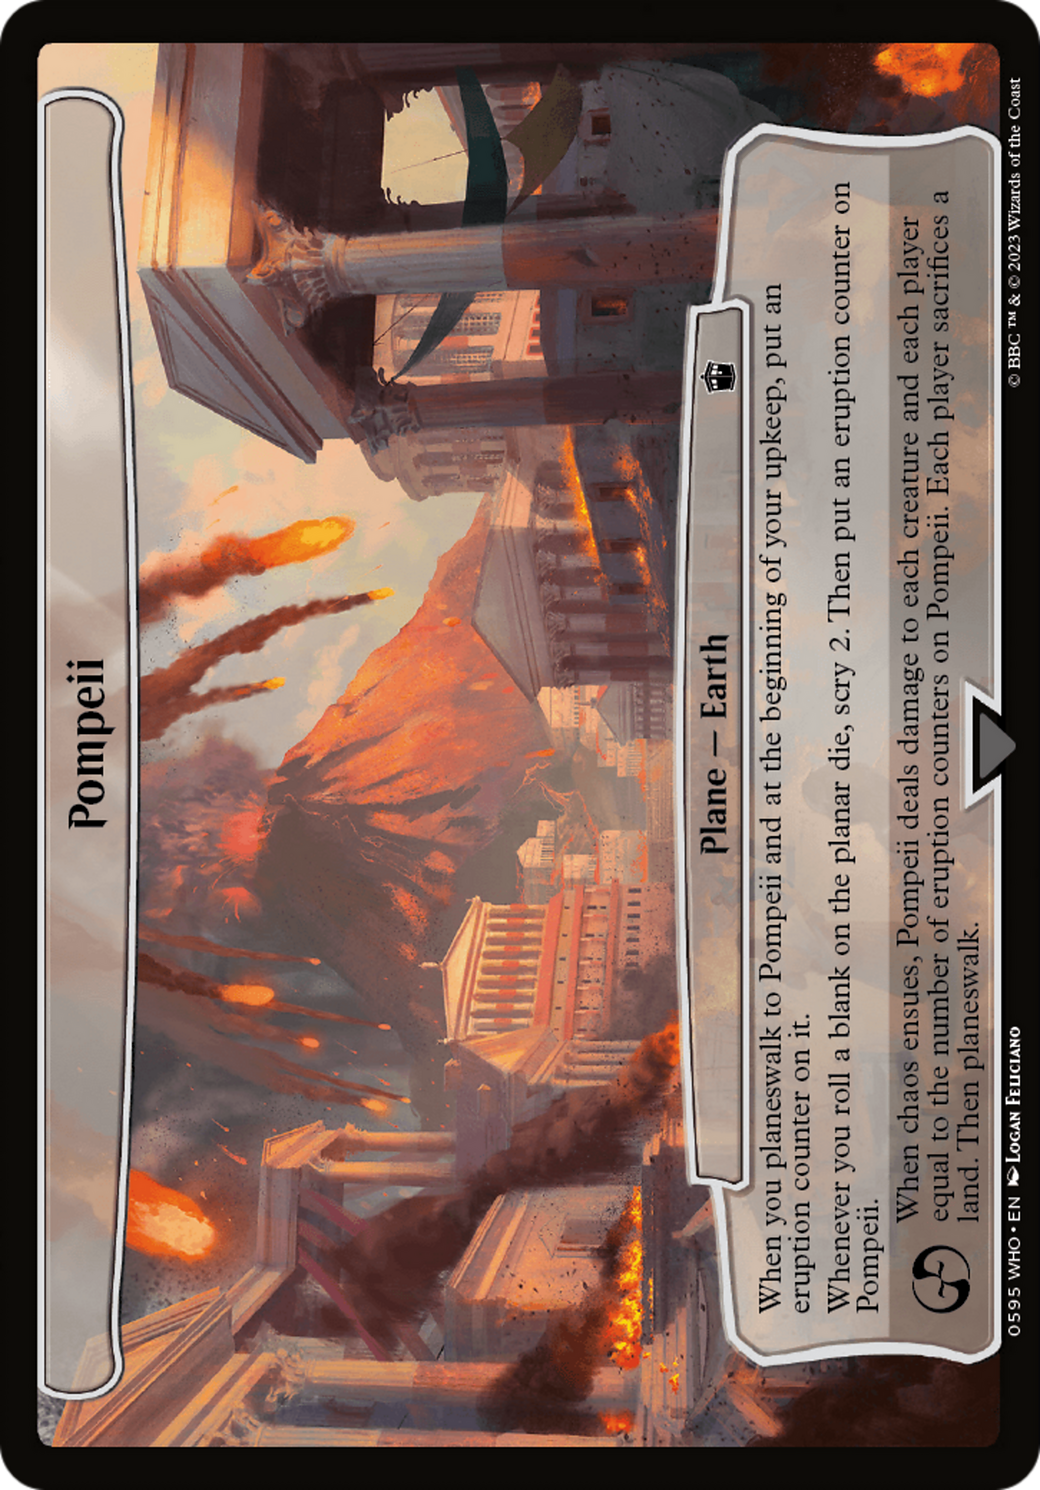 Pompeii
Plane — Earth
When you planeswalk to Pompeii and at the beginning of your upkeep, put an
eruption counter on it.
Whenever you roll a blank on the planar die, scry 2. Then put an eruption counter on
Pompeii.
When chaos ensues, Pompeii deals damage to each creature and each player
equal to the number of eruption counters on Pompeii. Each player sacrifices a
land. Then planeswalk.
0595 WHO • EN LOGAN FELICIANO
© BBC ™ & © 2023 Wizards of the Coast